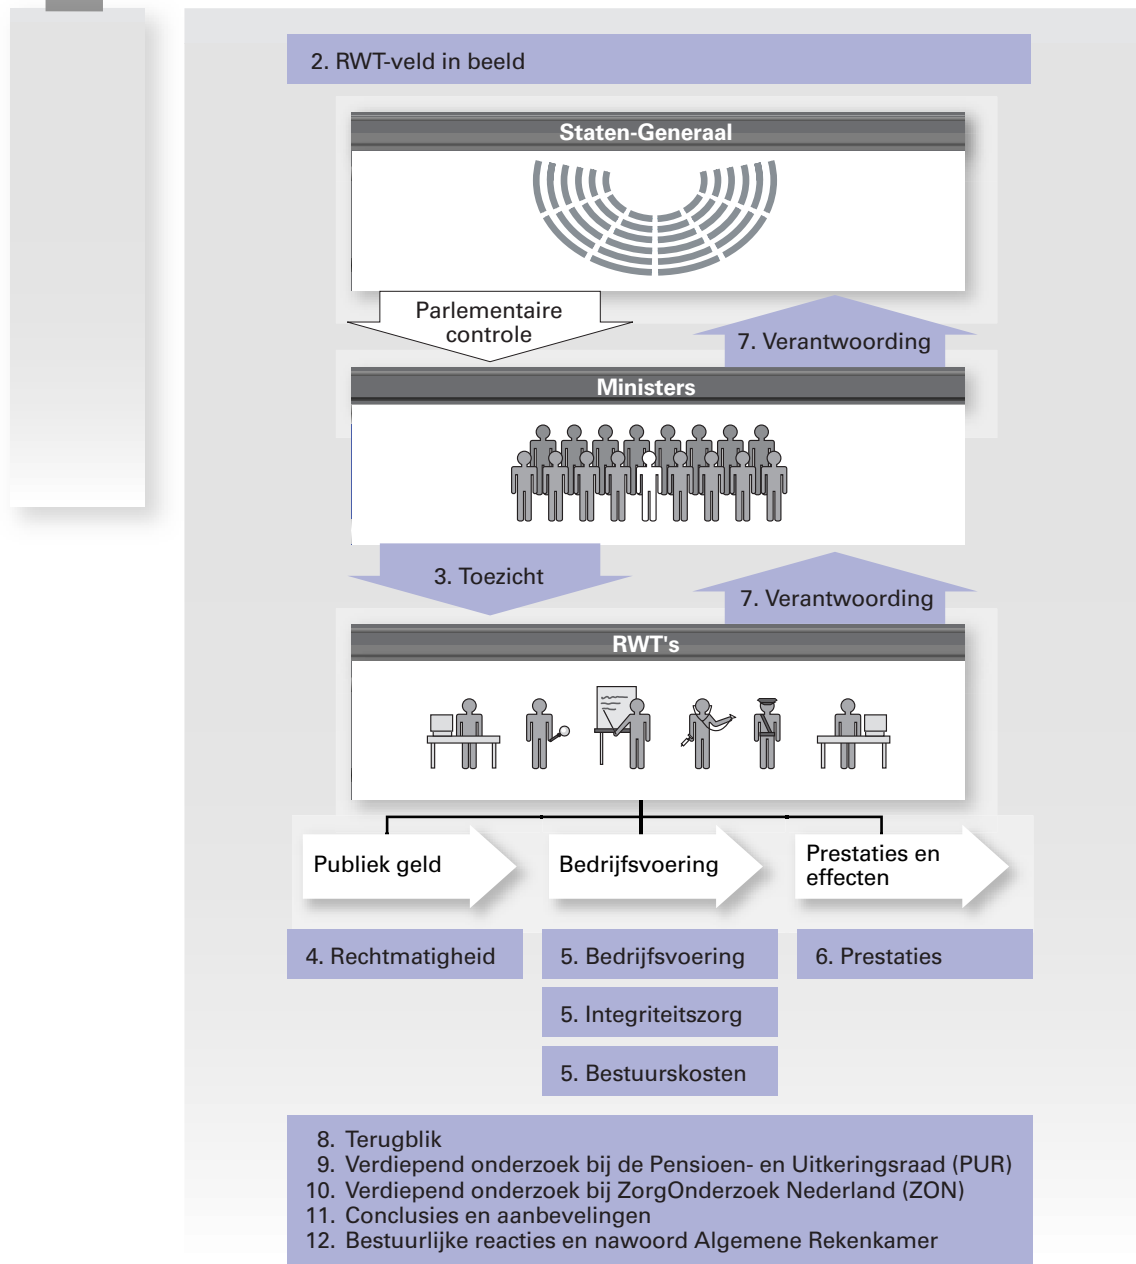 2. RWT-veld in beeld
Staten-Generaal
Parlementaire
controle
7. Verantwoording
Ministers
3. Toezicht
7. Verantwoording
RWT's
Publiek geld
Bedrijfsvoering
Prestaties en
effecten
4. Rechtmatigheid
5. Bedrijfsvoering
6. Prestaties
5. Integriteitszorg
5. Bestuurskosten
8. Terugblik
9. Verdiepend onderzoek bij de Pensioen- en Uitkeringsraad (PUR)
10. Verdiepend onderzoek bij ZorgOnderzoek Nederland (ZON)
11. Conclusies en aanbevelingen
12. Bestuurlijke reacties en nawoord Algemene Rekenkamer